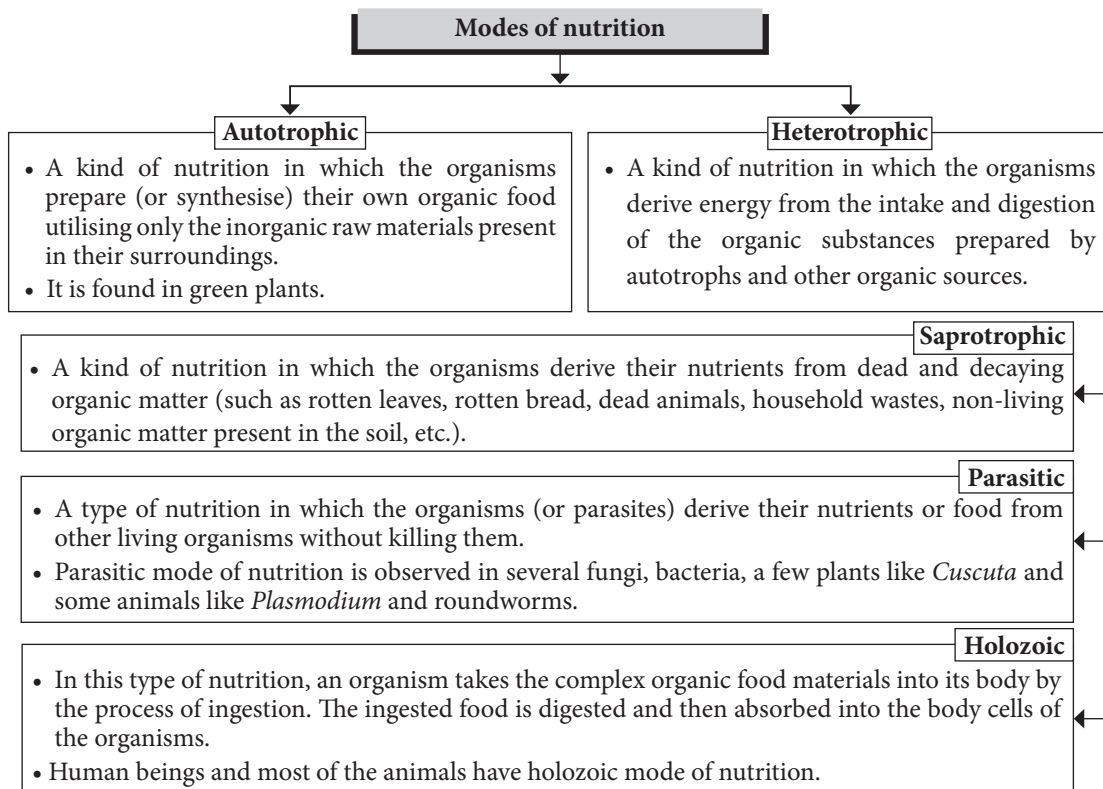 Modes of nutrition
Autotrophic
• A kind of nutrition in which the organisms
prepare (or synthesise) their own organic food
utilising only the inorganic raw materials present
in their surroundings.
• It is found in green plants.
Heterotrophic
• A kind of nutrition in which the organisms
derive energy from the intake and digestion
of the organic substances prepared by
autotrophs and other organic sources.
Saprotrophic
• A kind of nutrition in which the organisms derive their nutrients from dead and decaying
organic matter (such as rotten leaves, rotten bread, dead animals, household wastes, non-living
organic matter present in the soil, etc.).
Parasitic
• A type of nutrition in which the organisms (or parasites) derive their nutrients or food from
other living organisms without killing them.
• Parasitic mode of nutrition is observed in several fungi, bacteria, a few plants like Cuscuta and
some animals like Plasmodium and roundworms.
Holozoic
• In this type of nutrition, an organism takes the complex organic food materials into its body by
the process of ingestion. The ingested food is digested and then absorbed into the body cells of
the organisms.
• Human beings and most of the animals have holozoic mode of nutrition.